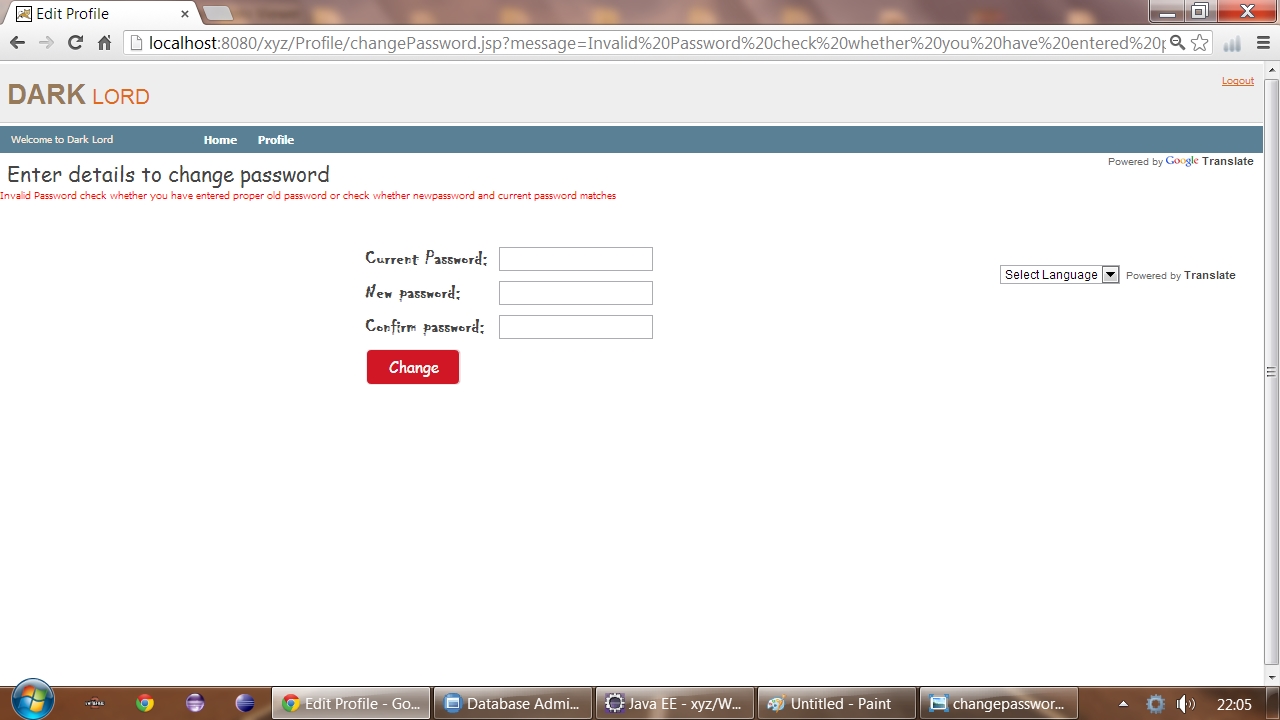 Edit Profile
localhost:8080/xyz/Profile/changePassword.jsp?message=Invalid%20Password%20check%20whether%20you%20have%20entered%20p
Logout
DARK LORD
Welcome to Dark Lord Home Profile
Powered by Google Translate
Enter details to change password
Invalid Password check whether you have entered proper old password or check whether newpassword and current password matches
Current Password:
Select Language Powered by Translate
New password:
Confirm password:
Change
Edit Profile - Go... Database Admi... Java EE - xyz/W... Untitled - Paint changepasswor... 22:05